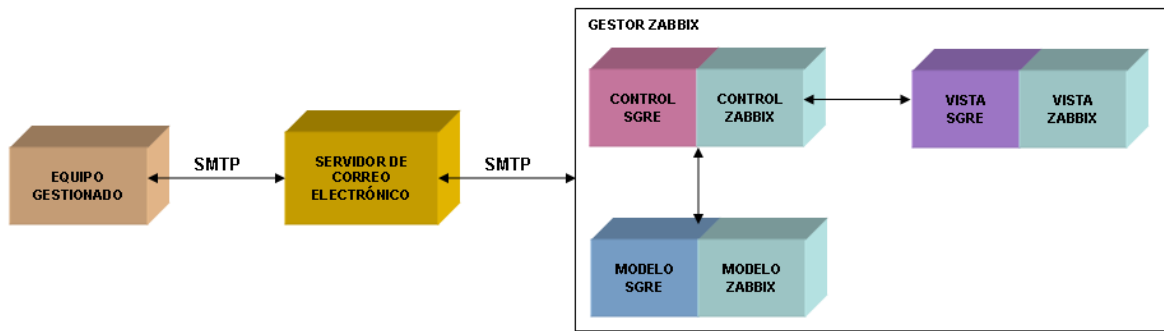 GESTOR ZABBIX
CONTROL
SGRE
CONTROL
ZABBIX
VISTA
SGRE
VISTA
ZABBIX
EQUIPO
GESTIONADO
SMTP
SERVIDOR DE
CORREO
ELECTRÓNICO
SMTP
MODELO
SGRE
MODELO
ZABBIX